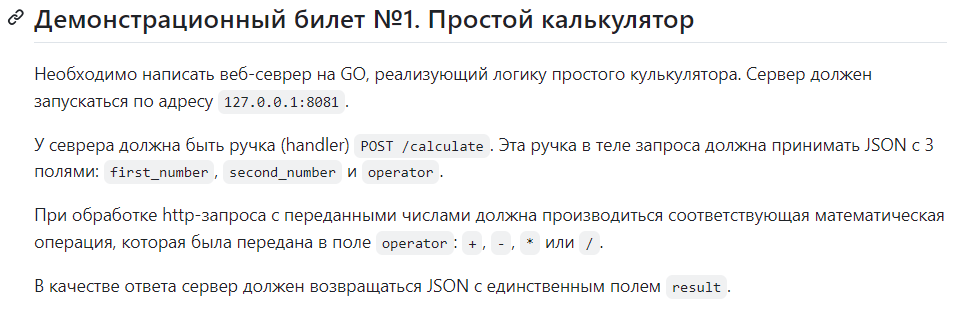 Демонстрационный билет №1. Простой калькулятор
Необходимо написать веб-севрер на GO, реализующий логику простого кулькулятора. Сервер должен
запускаться по адресу 127.0.0.1:8081.
У севрера должна быть ручка (handler) POST /calculate. Эта ручка в теле запроса должна принимать JSON с 3
полями: first_number, second_number и operator.
При обработке http-запроса с переданными числами должна производиться соответствующая математическая
операция, которая была передана в поле operator: +, -, * или /.
В качестве ответа сервер должен возвращаться JSON с единственным полем result.